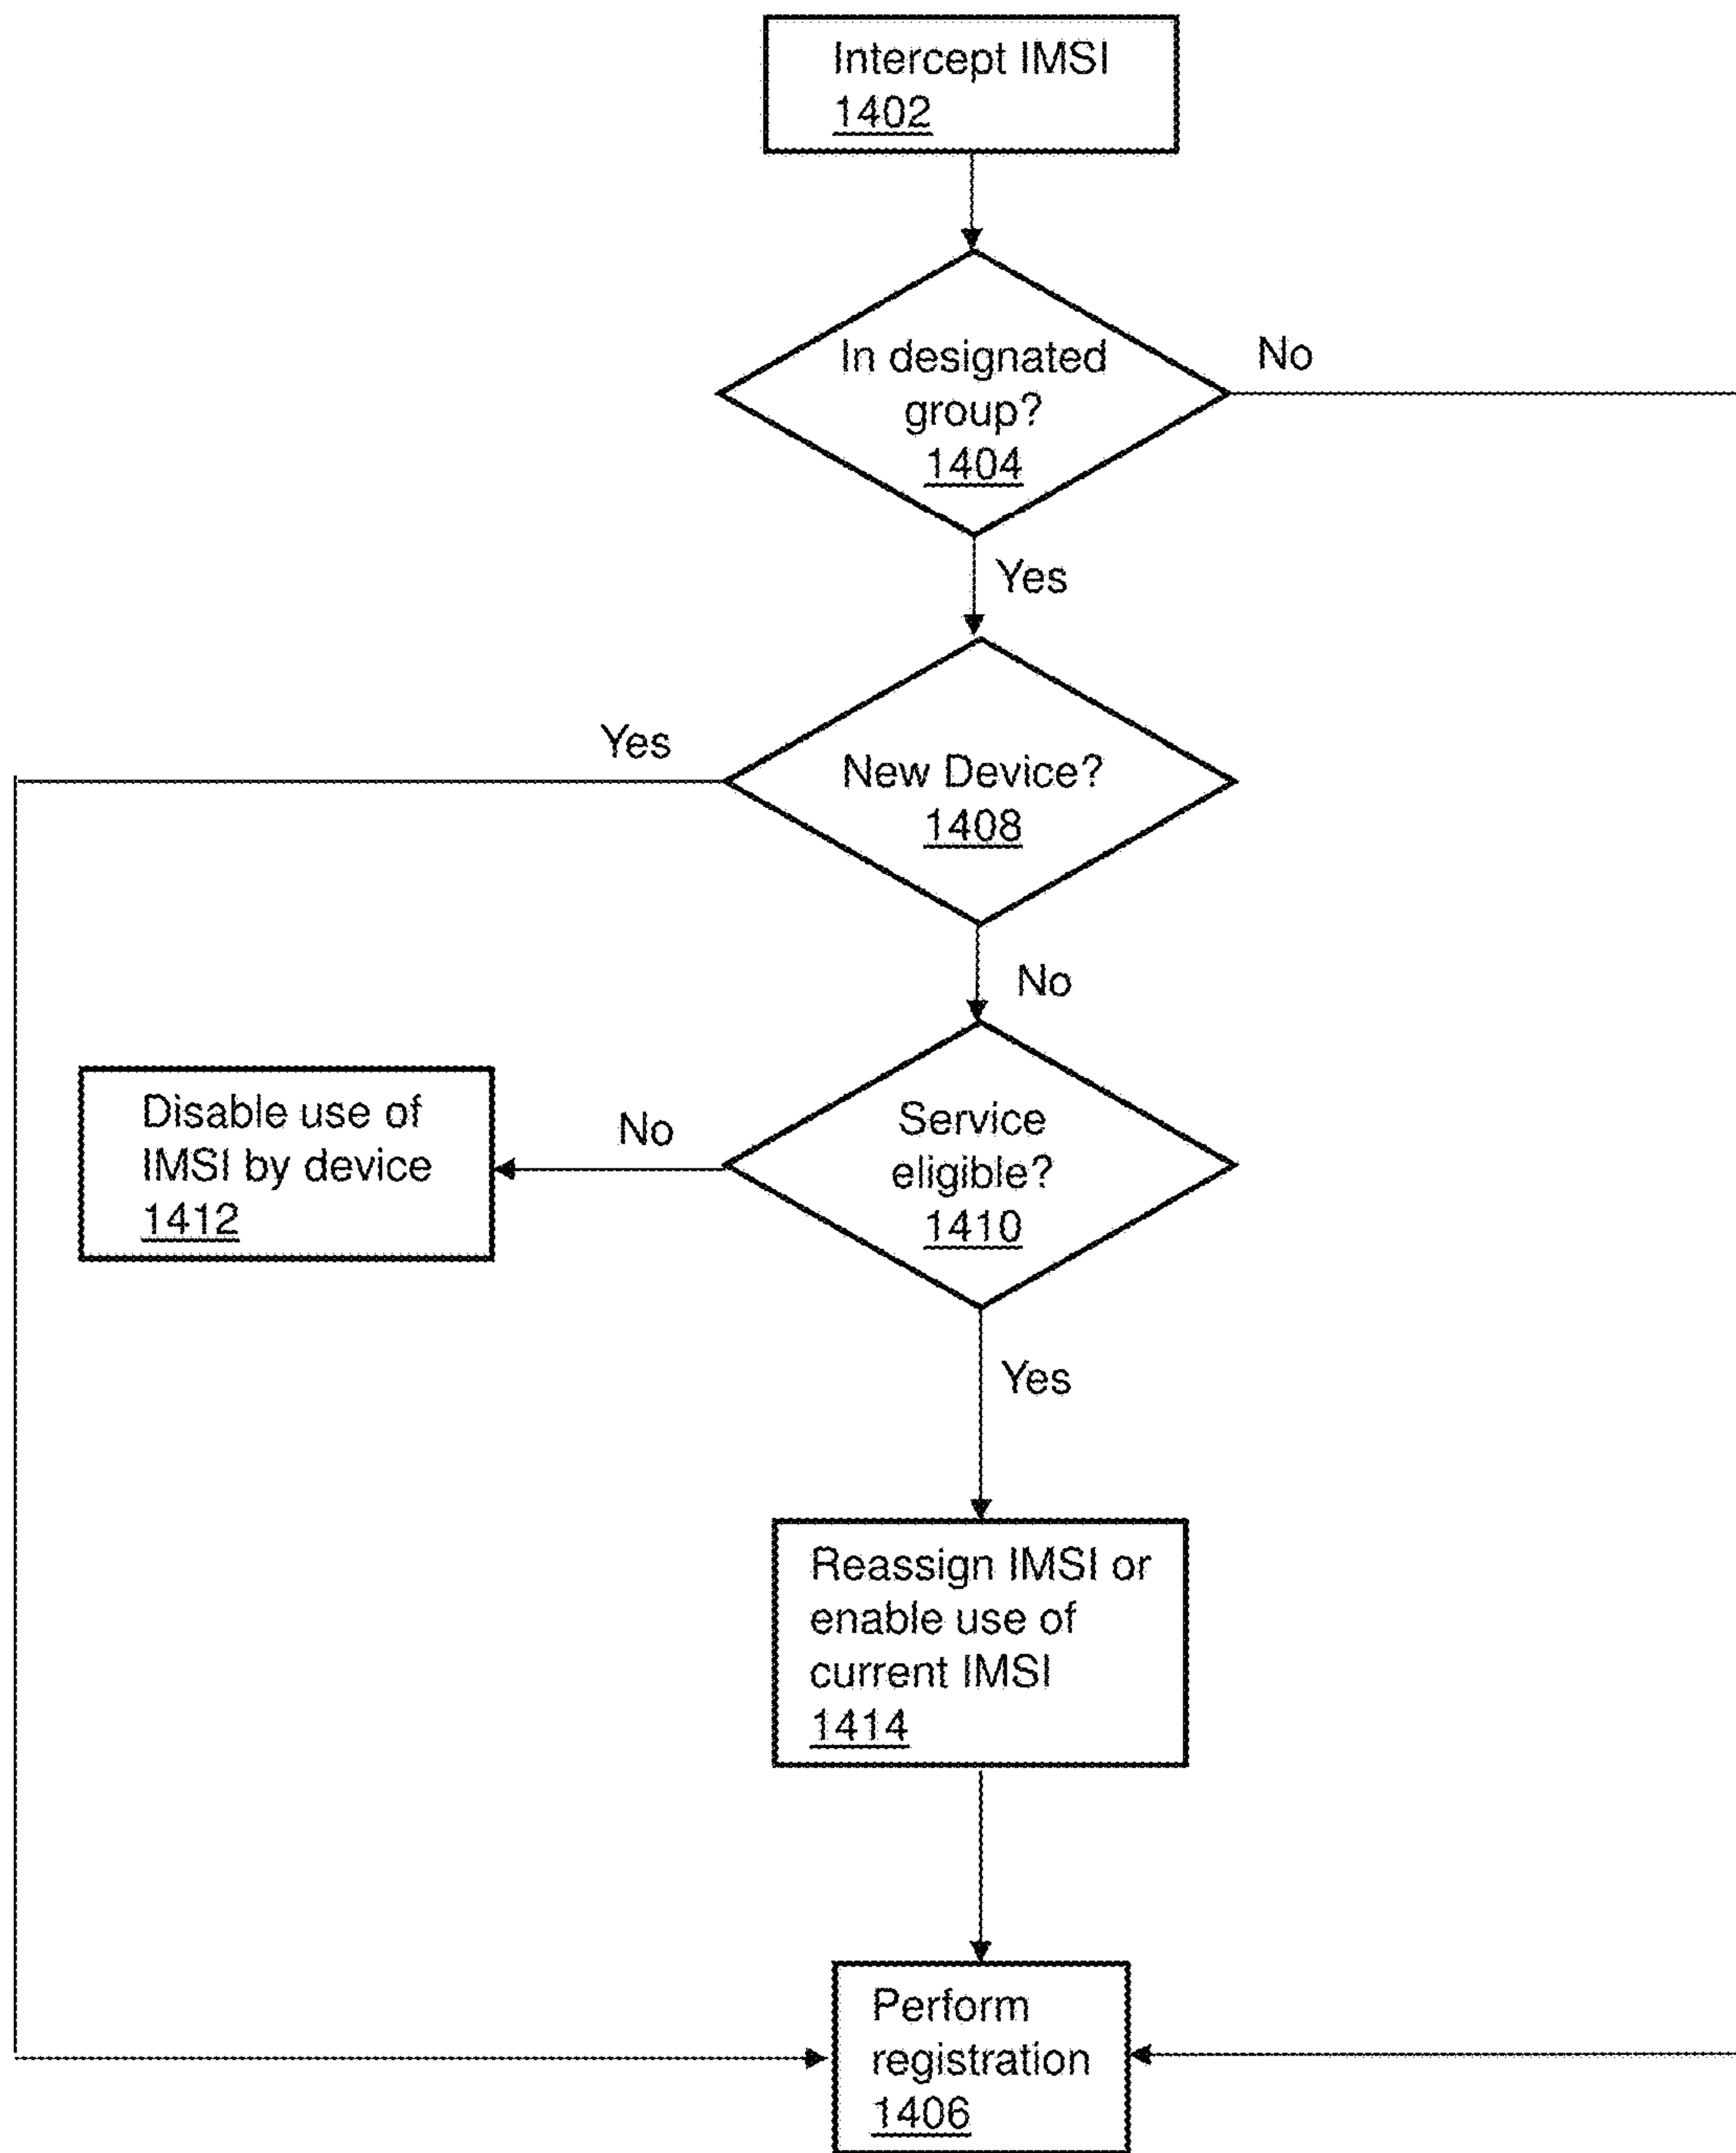 Intercept IMSI
1402
In designated
group?
1404
No
Yes
New Device?
1408
Yes
No
Service
eligible?
1410
No
Disable use of
IMSI by device
1412
Yes
Reassign IMSI or
enable use of
current IMSI
1414
Perform
registration
1406